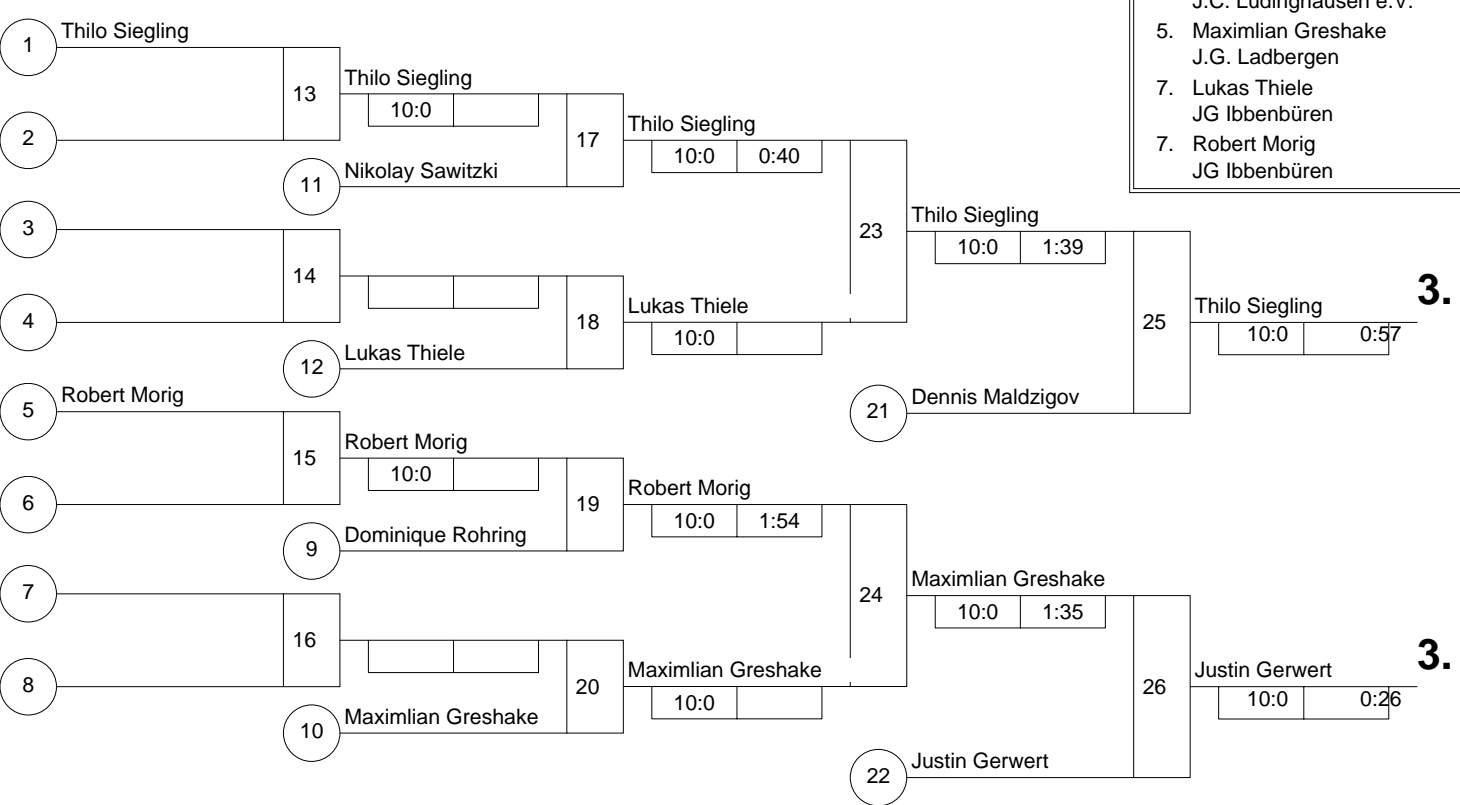 J.C. Lüdinghausen e.V.
5. Maximlian Greshake
J.G. Ladbergen
7. Lukas Thiele
JG Ibbenbüren
7. Robert Morig
JG Ibbenbüren
1 Thilo Siegling
2
13
Thilo Siegling
10:0
11 Nikolay Sawitzki
17
Thilo Siegling
10:0 0:40
3
4
14
12 Lukas Thiele
18
Lukas Thiele
10:0
23
Thilo Siegling
10:0 1:39
21 Dennis Maldzigov
25
Thilo Siegling
10:0 0:57
3.
5 Robert Morig
6
15
Robert Morig
10:0
9 Dominique Rohring
19
Robert Morig
10:0 1:54
7
8
16
10 Maximlian Greshake
20
Maximlian Greshake
10:0
24
Maximlian Greshake
10:0 1:35
22 Justin Gerwert
26
Justin Gerwert
10:0 0:26
3.